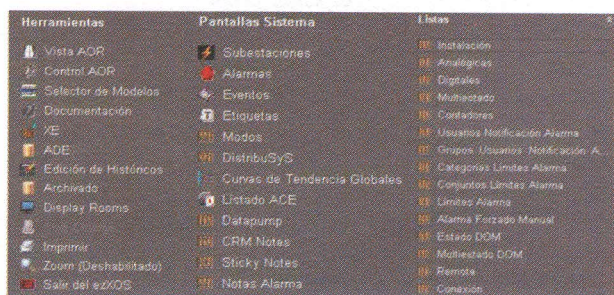 Herramientas
Vista AOR
Control AOR
Selector de Modelos
Documentación
XE
ADE
Edición de Históricos
Archivado
Display Rooms
Imprimir
Zoom (Deshabilitado)
Salir del ezXOS
Pantallas Sistema
Subestaciones
Alarmas
Eventos
Etiquetas
Modos
DistribuSyS
Curvas de Tendencia Globales
Listado ACE
Datapump
CRM Notes
Sticky Notes
Notas Alarma
Listas
Instalación
Analógicas
Digitales
Multiestado
Contadores
Usuarios Notificación Alarma
Grupos Usuarios Notificación A...
Categorías Límites Alarma
Conjuntos Límites Alarma
Límites Alarma
Alarma Forzado Manual
Estado DOM
Multiestado DOM
Remota
Conexión